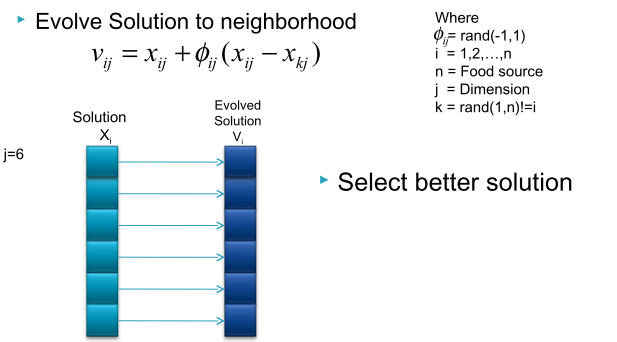 Evolve Solution to neighborhood
v_ij = x_ij + ϕ_ij (x_ij − x_kj)
Where
ϕ_ij = rand(-1,1)
i = 1,2,...,n
n = Food source
j = Dimension
k = rand(1,n)!=i
Solution
X_i
Evolved
Solution
V_i
j=6
Select better solution